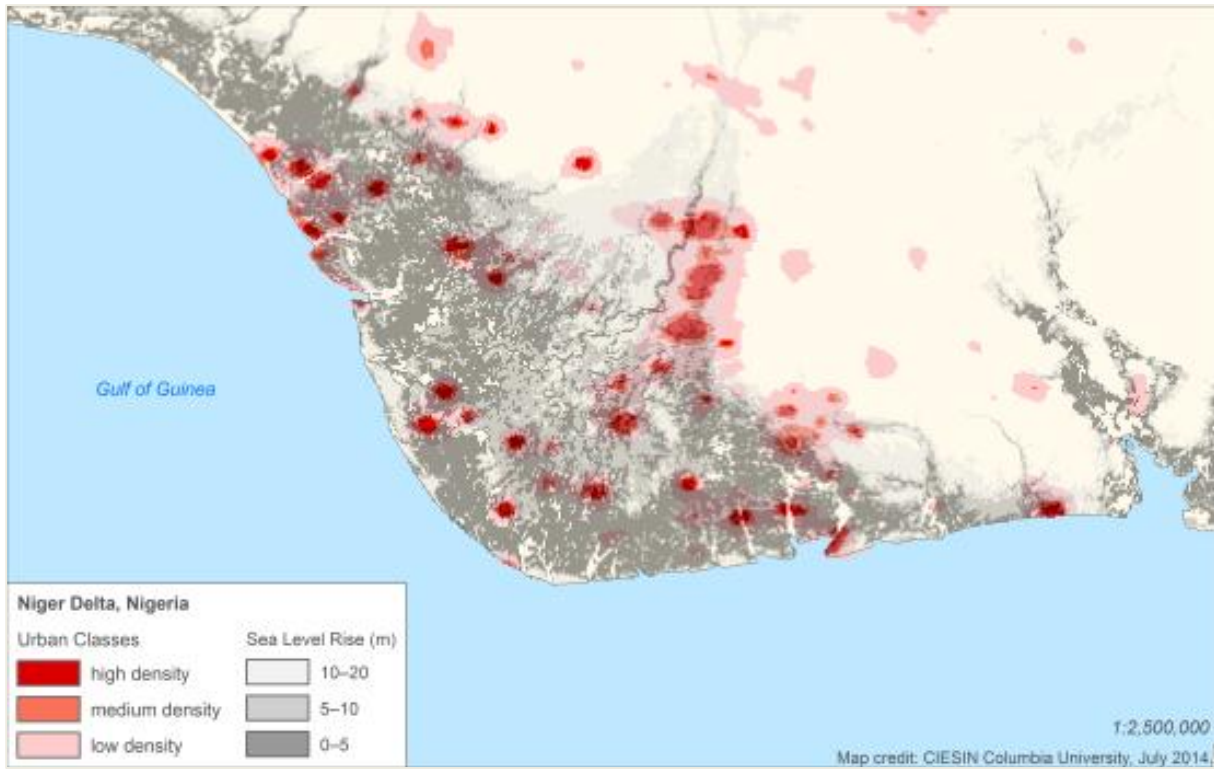 Gulf of Guinea
Niger Delta, Nigeria
Urban Classes
high density
medium density
low density
Sea Level Rise (m)
10–20
5–10
0–5
1:2,500,000
Map credit: CIESIN Columbia University, July 2014.